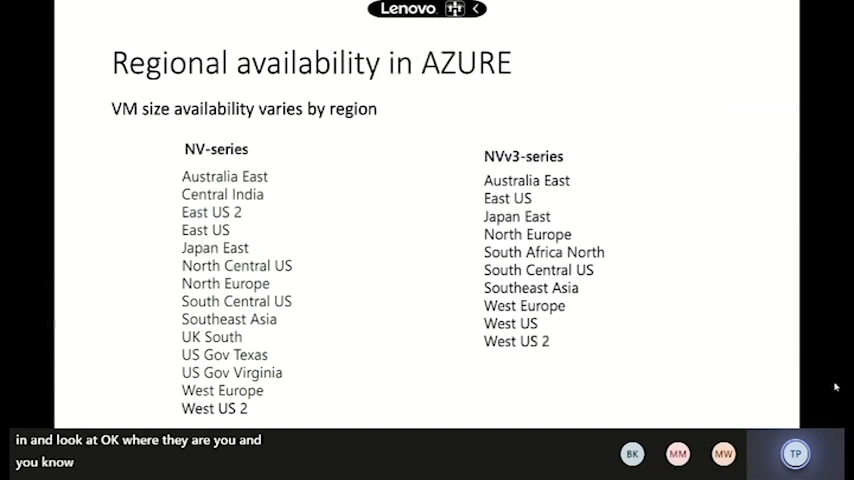 Lenovo
Regional availability in AZURE
VM size availability varies by region
NV-series
Australia East
Central India
East US 2
East US
Japan East
North Central US
North Europe
South Central US
Southeast Asia
UK South
US Gov Texas
US Gov Virginia
West Europe
West US 2
NVv3-series
Australia East
East US
Japan East
North Europe
South Africa North
South Central US
Southeast Asia
West Europe
West US
West US 2
in and look at OK where they are you and
you know
BK
MM
MW
TP